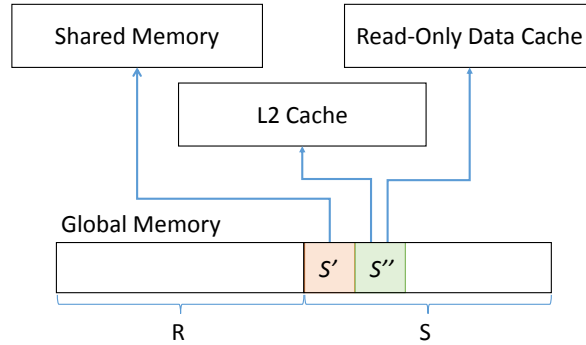 Shared Memory
Read-Only Data Cache
L2 Cache
Global Memory
S'
S''
R
S